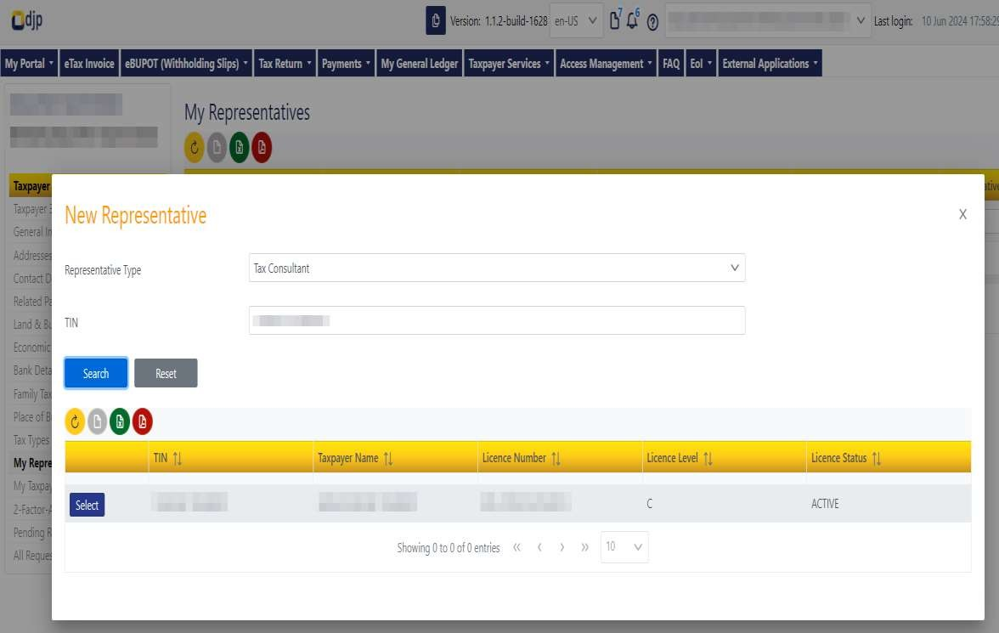 djp
Version: 1.1.2-build-1628 en-US 7 6 Last login: 10 Jun 2024 17:58:29
My Portal eTax Invoice eBUPOT (Withholding Slips) Tax Return Payments My General Ledger Taxpayer Services Access Management FAQ EoI External Applications
My Representatives
Taxpayer
Taxpayer
General In
Addresses
Contact D
Related Pa
Land & Bu
Economic
Bank Deta
Family Tax
Place of B
Tax Types
My Repre
My Taxpay
2-Factor-A
Pending R
All Reques
New Representative
X
Representative Type Tax Consultant
TIN
Search Reset
TIN Taxpayer Name Licence Number Licence Level Licence Status
Select C ACTIVE
Showing 0 to 0 of 0 entries « ‹ › » 10